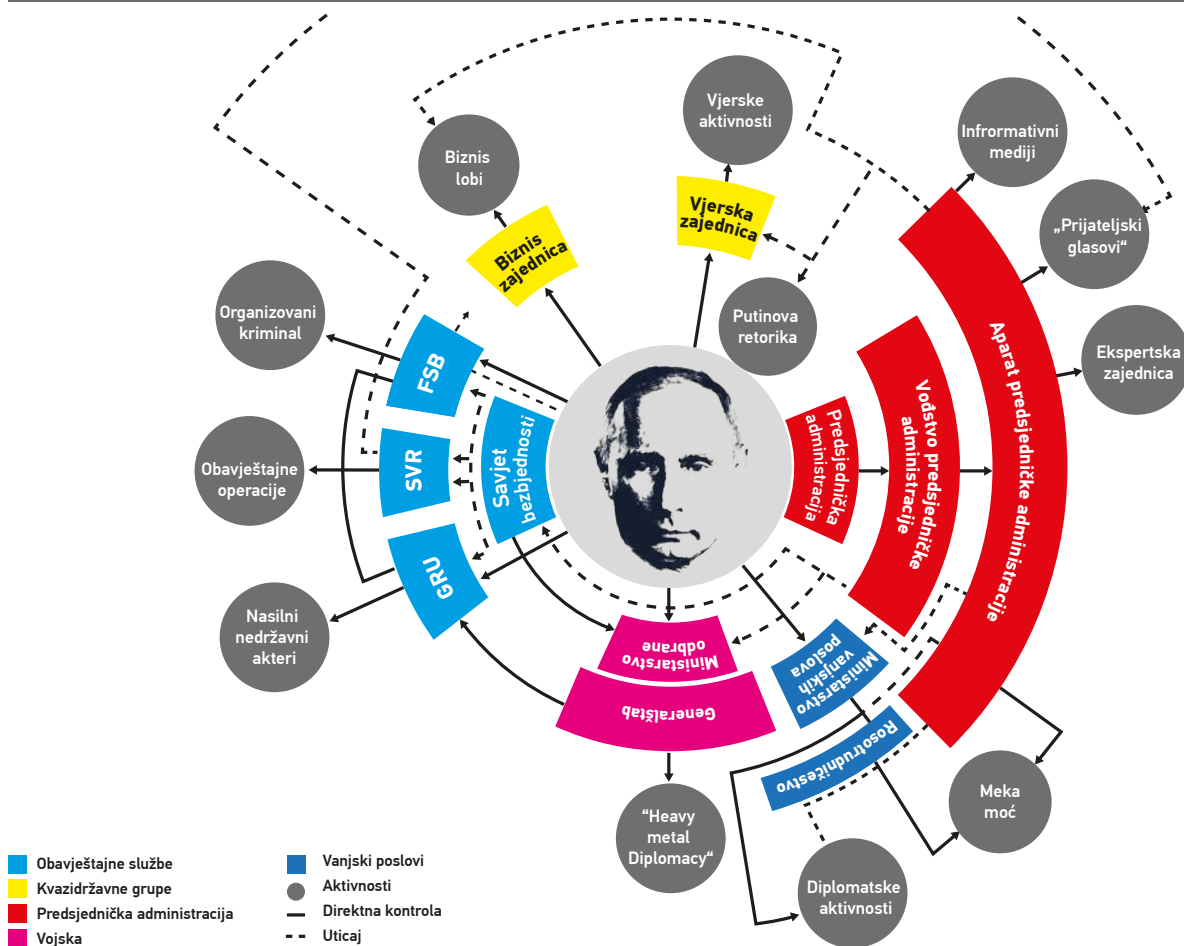 Vjerske
aktivnosti
Infrormativni
mediji
Biznis
lobi
„Prijateljski
glasovi“
Vjerska
zajednica
Biznis
zajednica
Organizovani
kriminal
Putinova
retorika
Ekspertska
zajednica
FSB
SVR
GRU
Savjet
bezbjednosti
Predsjednička
administracija
Vođstvo predsjedničke
administracije
Aparat predsjedničke administracije
Obavještajne
operacije
Nasilni
nedržavni
akteri
Ministarstvo
odbrane
Generalštab
Ministarstvo
vanjskih
poslova
Rosotrudničestvo
“Heavy
metal
Diplomacy“
Meka
moć
Diplomatske
aktivnosti
Obavještajne službe
Kvazidržavne grupe
Predsjednička administracija
Vojska
Vanjski poslovi
Aktivnosti
Direktna kontrola
Uticaj